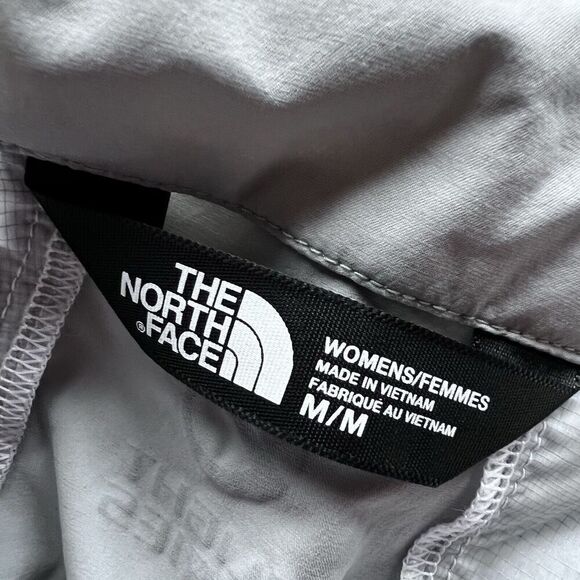 THE
NORTH
FACE
®
WOMENS/FEMMES
MADE IN VIETNAM
FABRIQUÉ AU VIETNAM
M/M